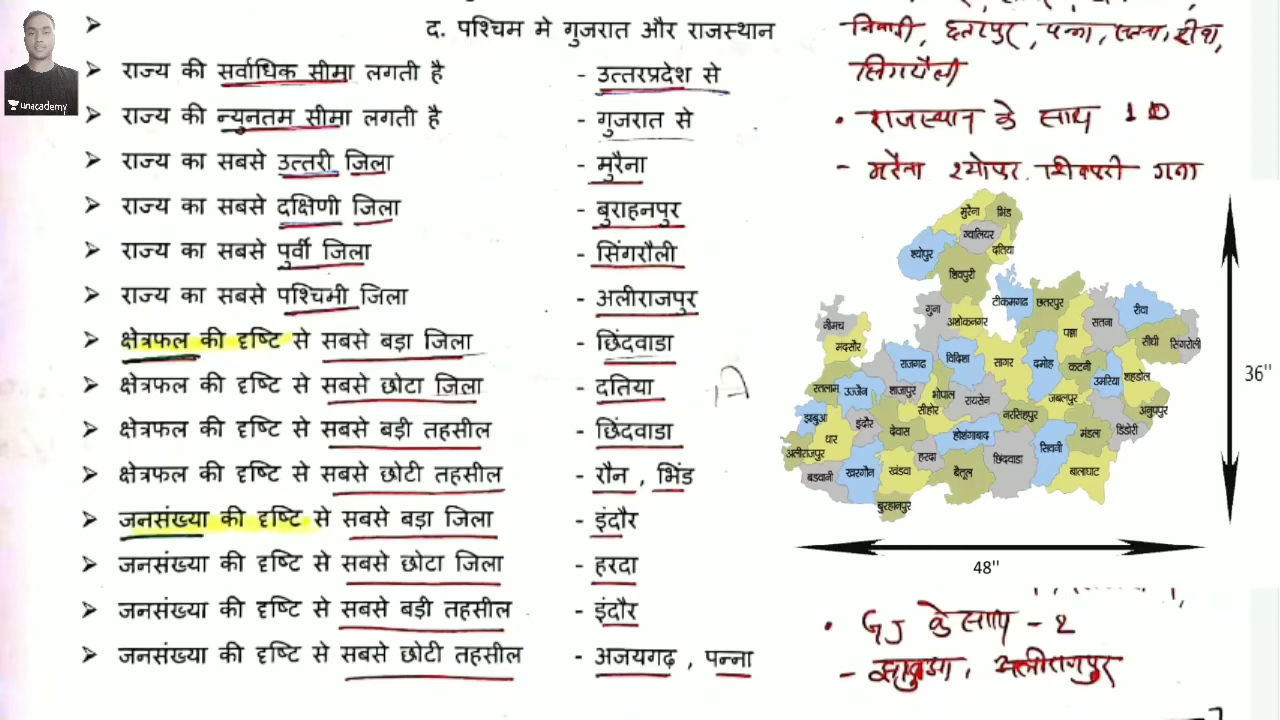 द. पश्चिम मे गुजरात और राजस्थान
राज्य की सर्वाधिक सीमा लगती है - उत्तरप्रदेश से
राज्य की न्युनतम सीमा लगती है - गुजरात से
राज्य का सबसे उत्तरी जिला - मुरैना
राज्य का सबसे दक्षिणी जिला - बुराहनपुर
राज्य का सबसे पुर्वी जिला - सिंगरौली
राज्य का सबसे पश्चिमी जिला - अलीराजपुर
क्षेत्रफल की दृष्टि से सबसे बड़ा जिला - छिंदवाडा
क्षेत्रफल की दृष्टि से सबसे छोटा जिला - दतिया
क्षेत्रफल की दृष्टि से सबसे बड़ी तहसील - छिंदवाडा
क्षेत्रफल की दृष्टि से सबसे छोटी तहसील - रौन , भिंड
जनसंख्या की दृष्टि से सबसे बड़ा जिला - इंदौर
जनसंख्या की दृष्टि से सबसे छोटा जिला - हरदा
जनसंख्या की दृष्टि से सबसे बड़ी तहसील - इंदौर
जनसंख्या की दृष्टि से सबसे छोटी तहसील - अजयगढ़ , पन्ना
unacademy
निवारी, छतरपुर, पन्ना, सतना, रीवा,
सिंगरौली
• राजस्थान के साथ 10
- मुरैना श्योपुर शिवपुरी गुना
मुरैना भिंड
ग्वालियर
श्योपुर दतिया
शिवपुरी
गुना टीकमगढ छतरपुर रीवा
नीमच अशोकनगर पन्ना सतना
मंदसौर सीधी सिंगरोली
राजगढ विदिशा सागर दमोह कटनी
रतलाम उज्जैन शाजापुर भोपाल रायसेन जबलपुर उमरिया शहडोल
झाबुआ इंदौर सीहोर नरसिंहपुर डिंडोरी अनुपपुर
धार देवास होशंगाबाद सिवनी मंडला
अलीराजपुर हरदा छिंदवाडा
बडवानी खरगौन खंडवा बैतूल बालाघाट
बुरहानपुर
36"
48"
• GJ के साथ - 2
- झाबुआ, अलीराजपुर